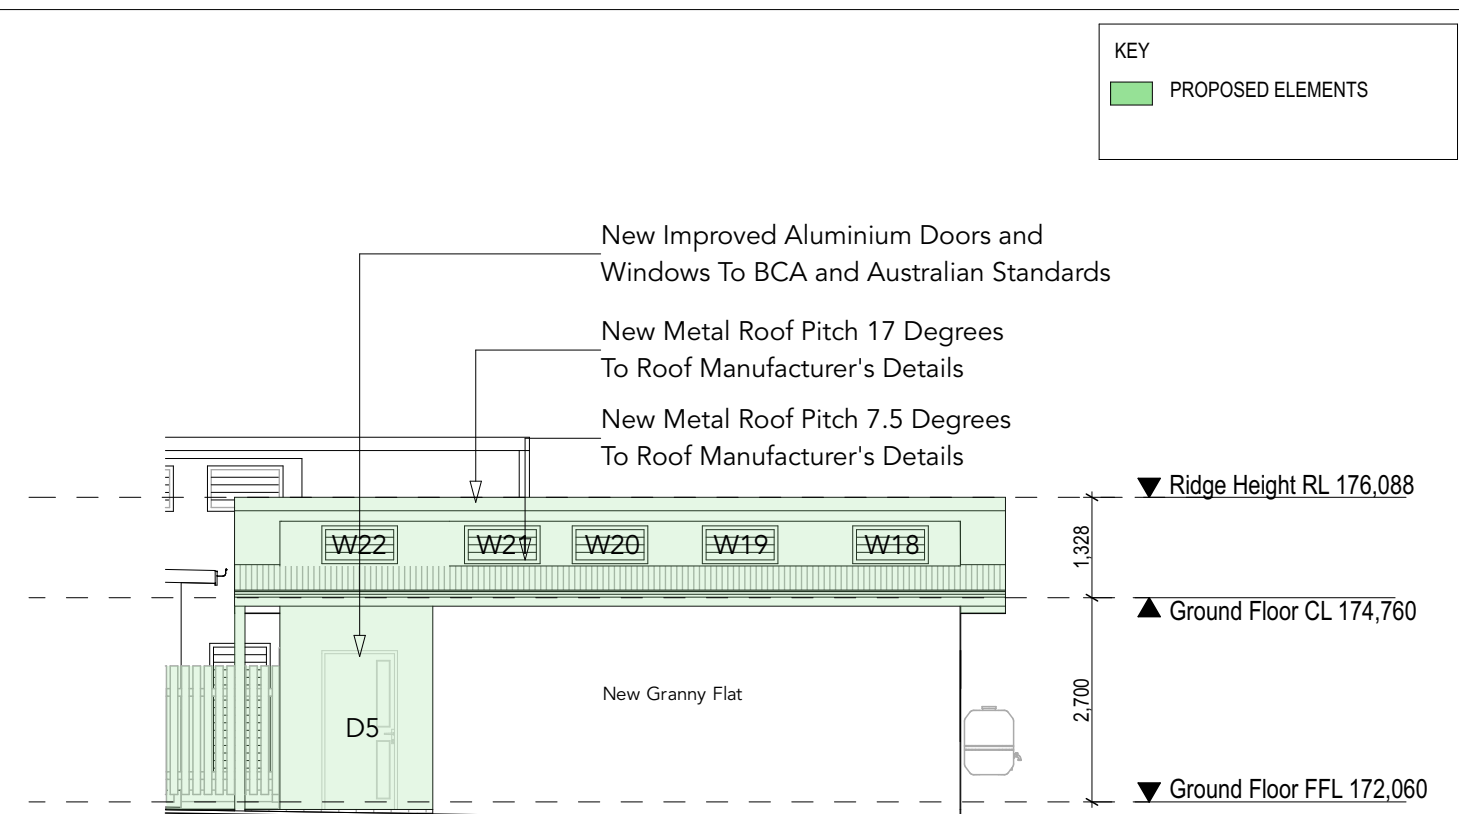 KEY
PROPOSED ELEMENTS
New Improved Aluminium Doors and
Windows To BCA and Australian Standards
New Metal Roof Pitch 17 Degrees
To Roof Manufacturer's Details
New Metal Roof Pitch 7.5 Degrees
To Roof Manufacturer's Details
Ridge Height RL 176,088
W22 W21 W20 W19 W18
1,328
Ground Floor CL 174,760
New Granny Flat
2,700
D5
Ground Floor FFL 172,060